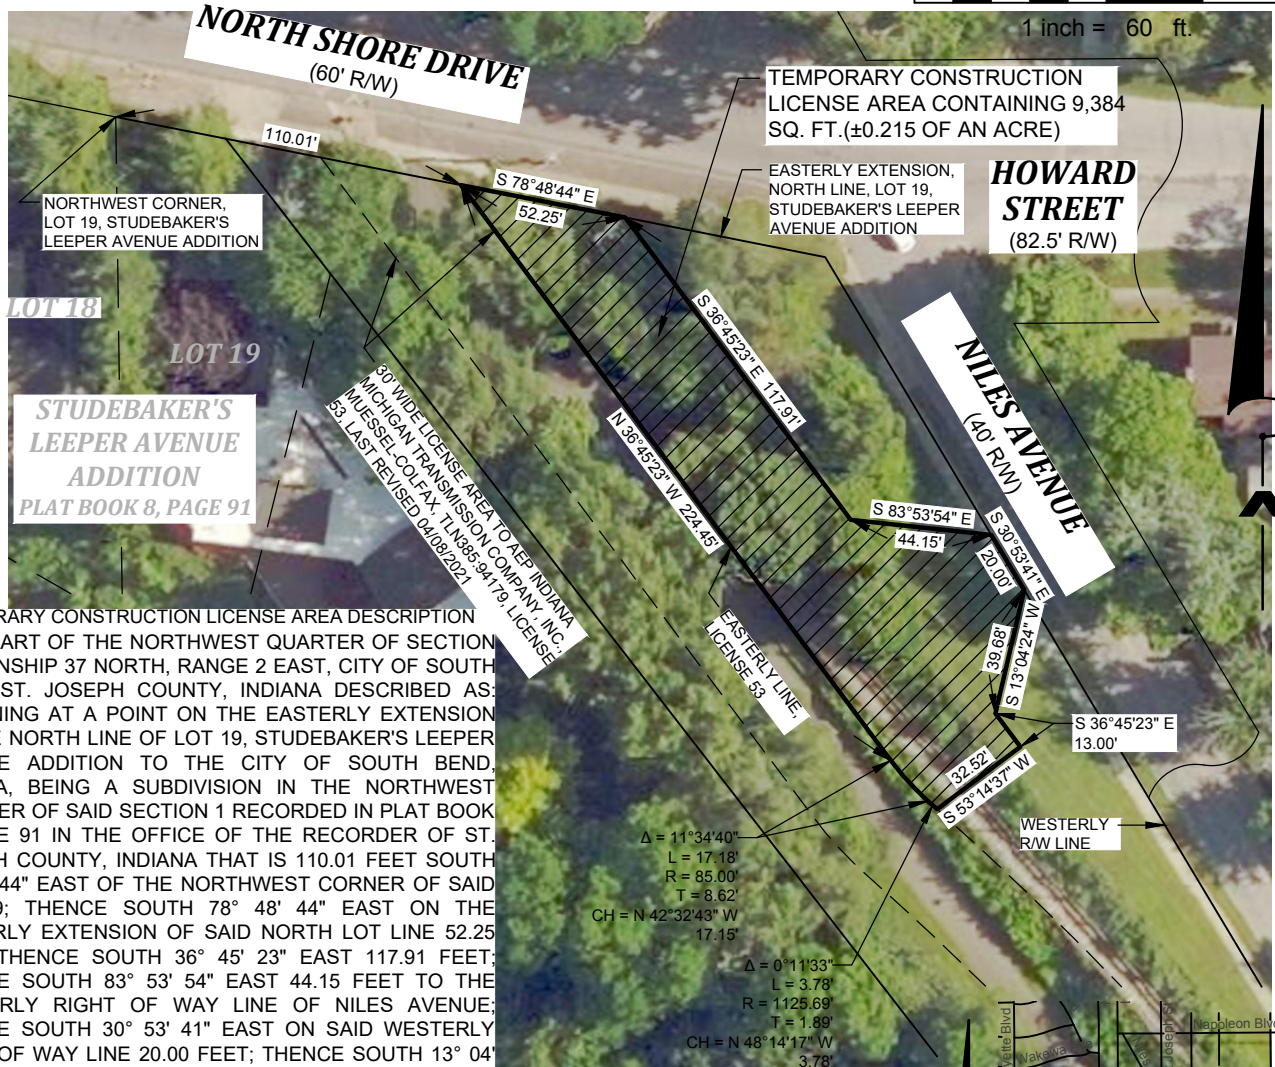 1 inch = 60 ft.
NORTH SHORE DRIVE
(60' R/W)
TEMPORARY CONSTRUCTION
LICENSE AREA CONTAINING 9,384
SQ. FT.(±0.215 OF AN ACRE)
110.01'
S 78°48'44" E
52.25'
EASTERLY EXTENSION,
NORTH LINE, LOT 19,
STUDEBAKER'S LEEPER
AVENUE ADDITION
HOWARD
STREET
(82.5' R/W)
NORTHWEST CORNER,
LOT 19, STUDEBAKER'S
LEEPER AVENUE ADDITION
LOT 18
LOT 19
STUDEBAKER'S
LEEPER AVENUE
ADDITION
PLAT BOOK 8, PAGE 91
S 36°45'23" E 117.91'
NILES AVENUE
(40' R/W)
30' WIDE LICENSE AREA TO AEP INDIANA
MICHIGAN TRANSMISSION COMPANY, INC.,
MUESSEL-COLFAX, TLN385:94179, LICENSE
53, LAST REVISED 04/08/2021
N 36°45'23" W 224.45'
S 83°53'54" E
44.15'
S 30°53'41" E
20.00'
39.68'
S 13°04'24" W
EASTERLY LINE,
LICENSE 53
S 36°45'23" E
13.00'
32.52'
S 53°14'37" W
WESTERLY
R/W LINE
Δ = 11°34'40"
L = 17.18'
R = 85.00'
T = 8.62'
CH = N 42°32'43" W
17.15'
Δ = 0°11'33"
L = 3.78'
R = 1125.69'
T = 1.89'
CH = N 48°14'17" W
3.78'
RARY CONSTRUCTION LICENSE AREA DESCRIPTION
ART OF THE NORTHWEST QUARTER OF SECTION
NSHIP 37 NORTH, RANGE 2 EAST, CITY OF SOUTH
ST. JOSEPH COUNTY, INDIANA DESCRIBED AS:
NING AT A POINT ON THE EASTERLY EXTENSION
E NORTH LINE OF LOT 19, STUDEBAKER'S LEEPER
E ADDITION TO THE CITY OF SOUTH BEND,
A, BEING A SUBDIVISION IN THE NORTHWEST
ER OF SAID SECTION 1 RECORDED IN PLAT BOOK
E 91 IN THE OFFICE OF THE RECORDER OF ST.
H COUNTY, INDIANA THAT IS 110.01 FEET SOUTH
44" EAST OF THE NORTHWEST CORNER OF SAID
9; THENCE SOUTH 78° 48' 44" EAST ON THE
RLY EXTENSION OF SAID NORTH LOT LINE 52.25
THENCE SOUTH 36° 45' 23" EAST 117.91 FEET;
E SOUTH 83° 53' 54" EAST 44.15 FEET TO THE
RLY RIGHT OF WAY LINE OF NILES AVENUE;
E SOUTH 30° 53' 41" EAST ON SAID WESTERLY
OF WAY LINE 20.00 FEET; THENCE SOUTH 13° 04'
yette Blvd
Wakewa
Niles
Joseph St
Napoleon Blv